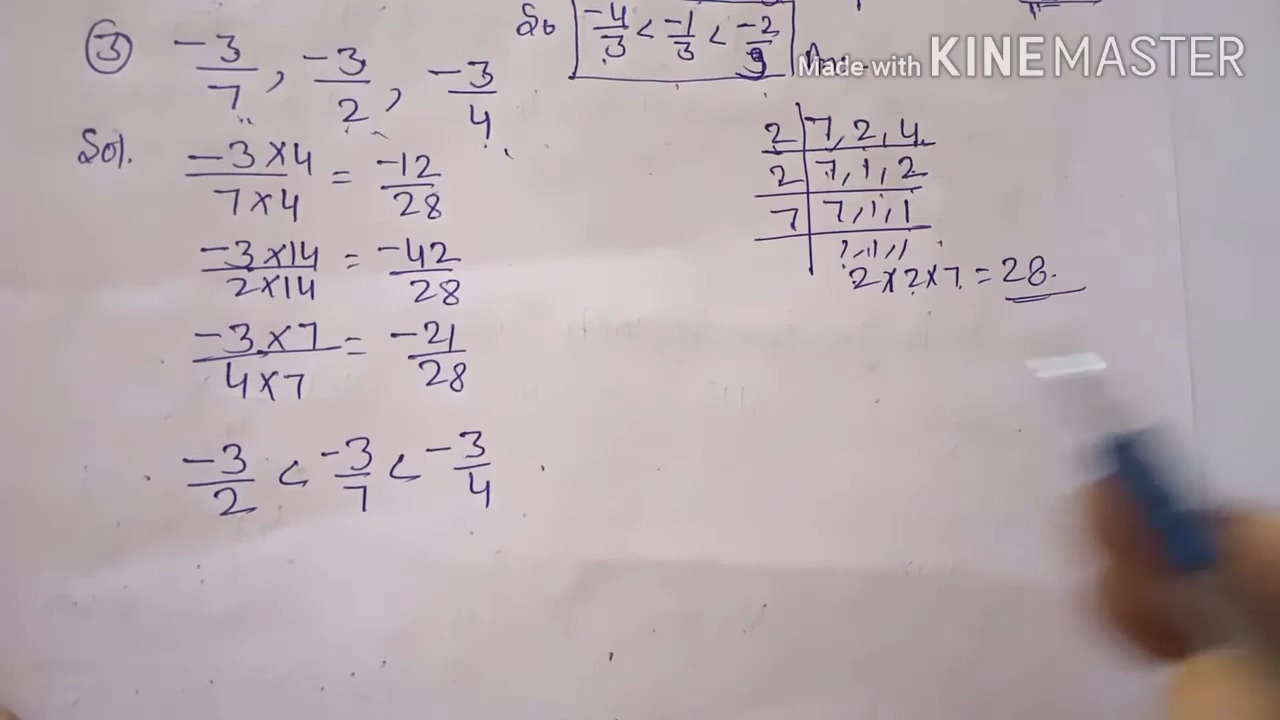 So -4/3 < -1/3 < -2/9 Ans.
Made with KINEMASTER
③ -3/7, -3/2, -3/4
Sol.
-3×4/7×4 = -12/28
-3×14/2×14 = -42/28
-3×7/4×7 = -21/28
-3/2 < -3/7 < -3/4
2 | 7, 2, 4
2 | 7, 1, 2
7 | 7, 1, 1
1, 1, 1
2×2×7 = 28.